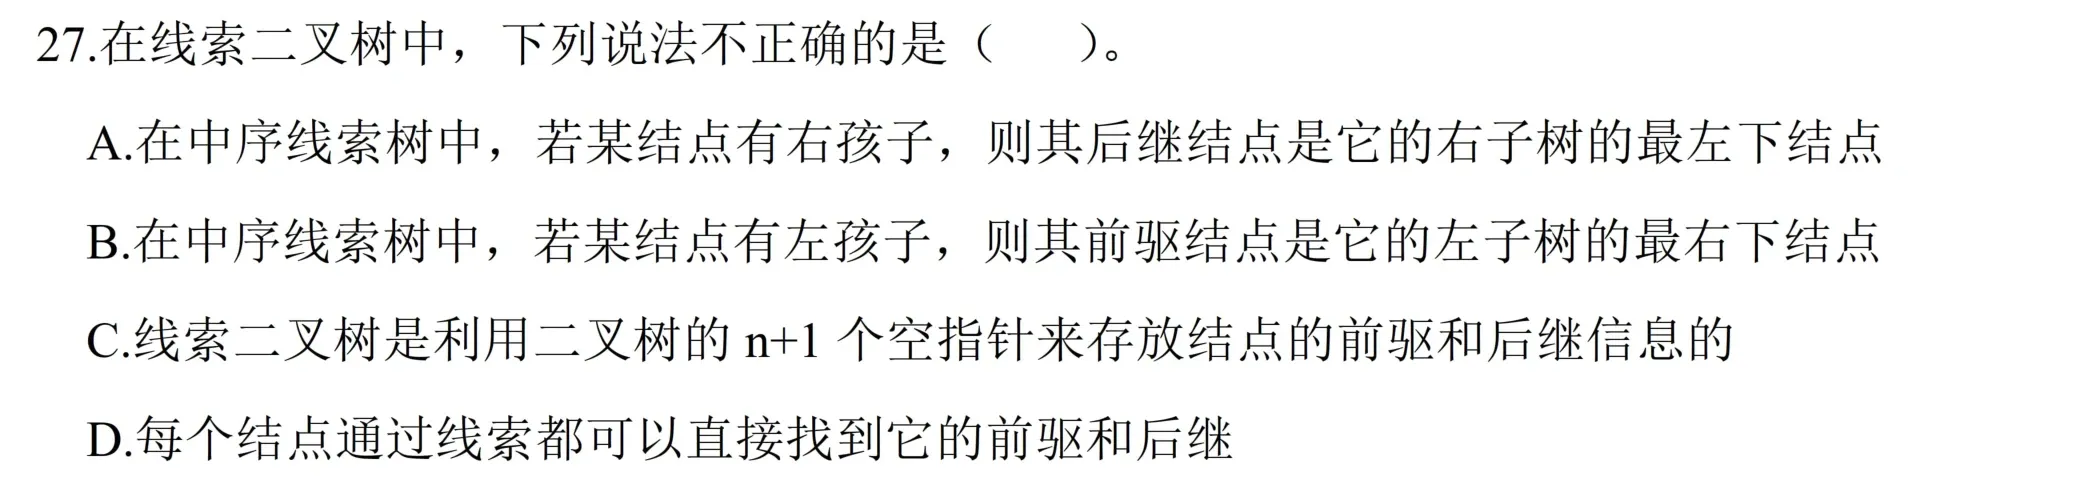 27.在线索二叉树中，下列说法不正确的是（　　）。
A.在中序线索树中，若某结点有右孩子，则其后继结点是它的右子树的最左下结点
B.在中序线索树中，若某结点有左孩子，则其前驱结点是它的左子树的最右下结点
C.线索二叉树是利用二叉树的 n+1 个空指针来存放结点的前驱和后继信息的
D.每个结点通过线索都可以直接找到它的前驱和后继